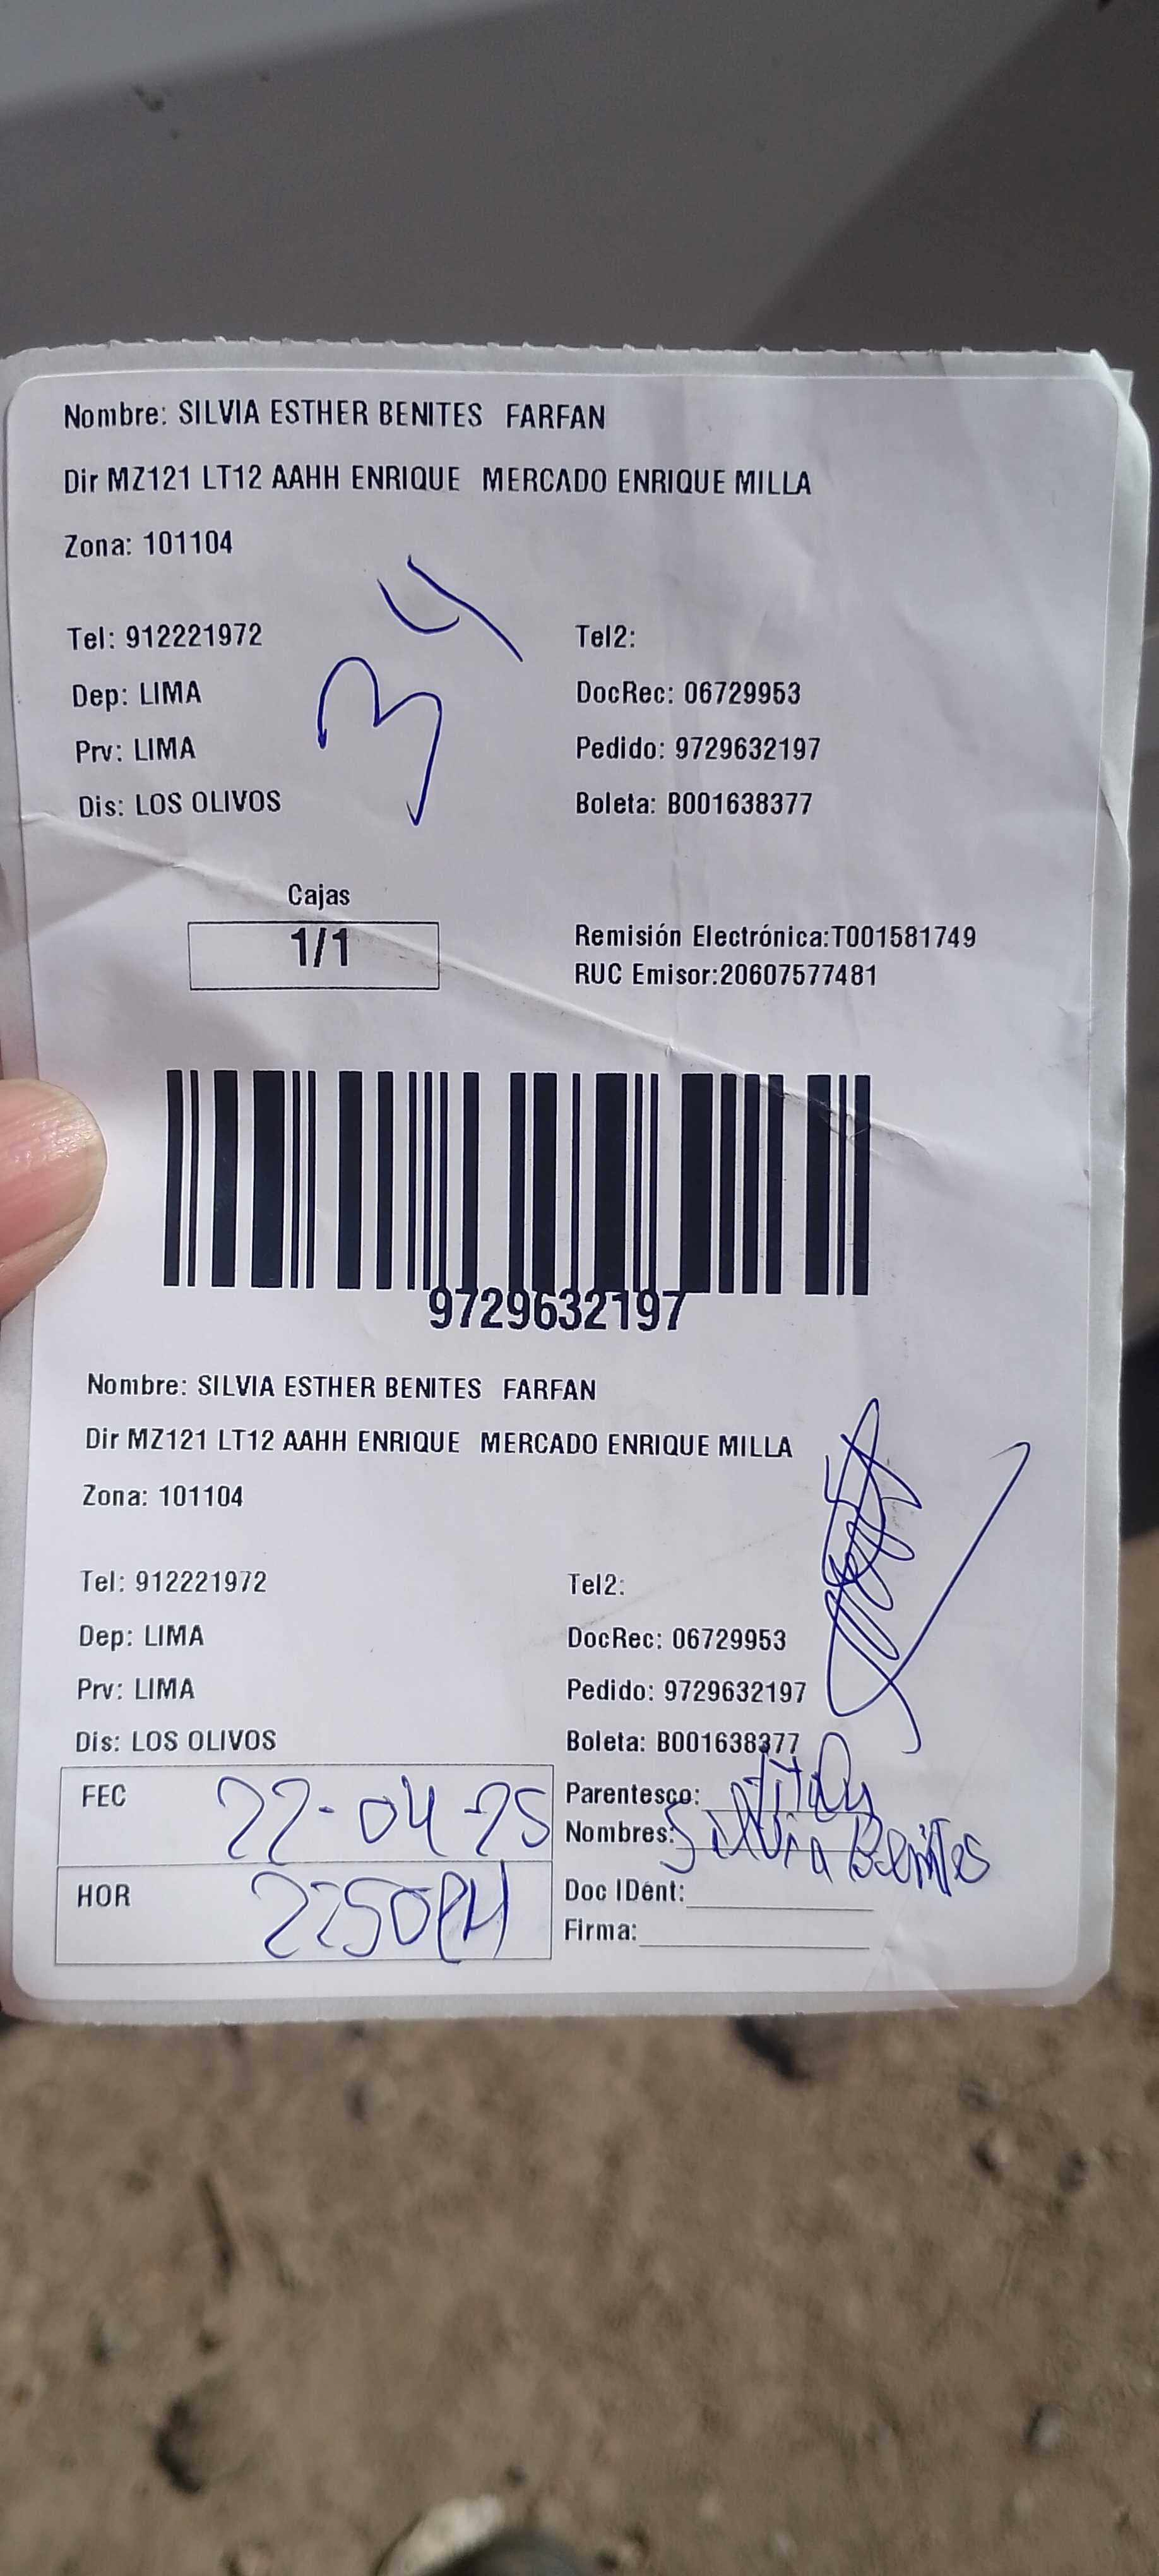 Nombre: SILVIA ESTHER BENITES FARFAN
Dir MZ121 LT12 AAHH ENRIQUE MERCADO ENRIQUE MILLA
Zona: 101104
Tel: 912221972 Tel2:
Dep: LIMA DocRec: 06729953
Prv: LIMA Pedido: 9729632197
Dis: LOS OLIVOS Boleta: B001638377
34
Cajas
1/1
Remisión Electrónica:T001581749
RUC Emisor:20607577481
9729632197
Nombre: SILVIA ESTHER BENITES FARFAN
Dir MZ121 LT12 AAHH ENRIQUE MERCADO ENRIQUE MILLA
Zona: 101104
Tel: 912221972 Tel2:
Dep: LIMA DocRec: 06729953
Prv: LIMA Pedido: 9729632197
Dis: LOS OLIVOS Boleta: B001638377
FEC 22-04-25 Parentesco:
Nombres: Silvia Benites
HOR 2250PM Doc IDent:
Firma: